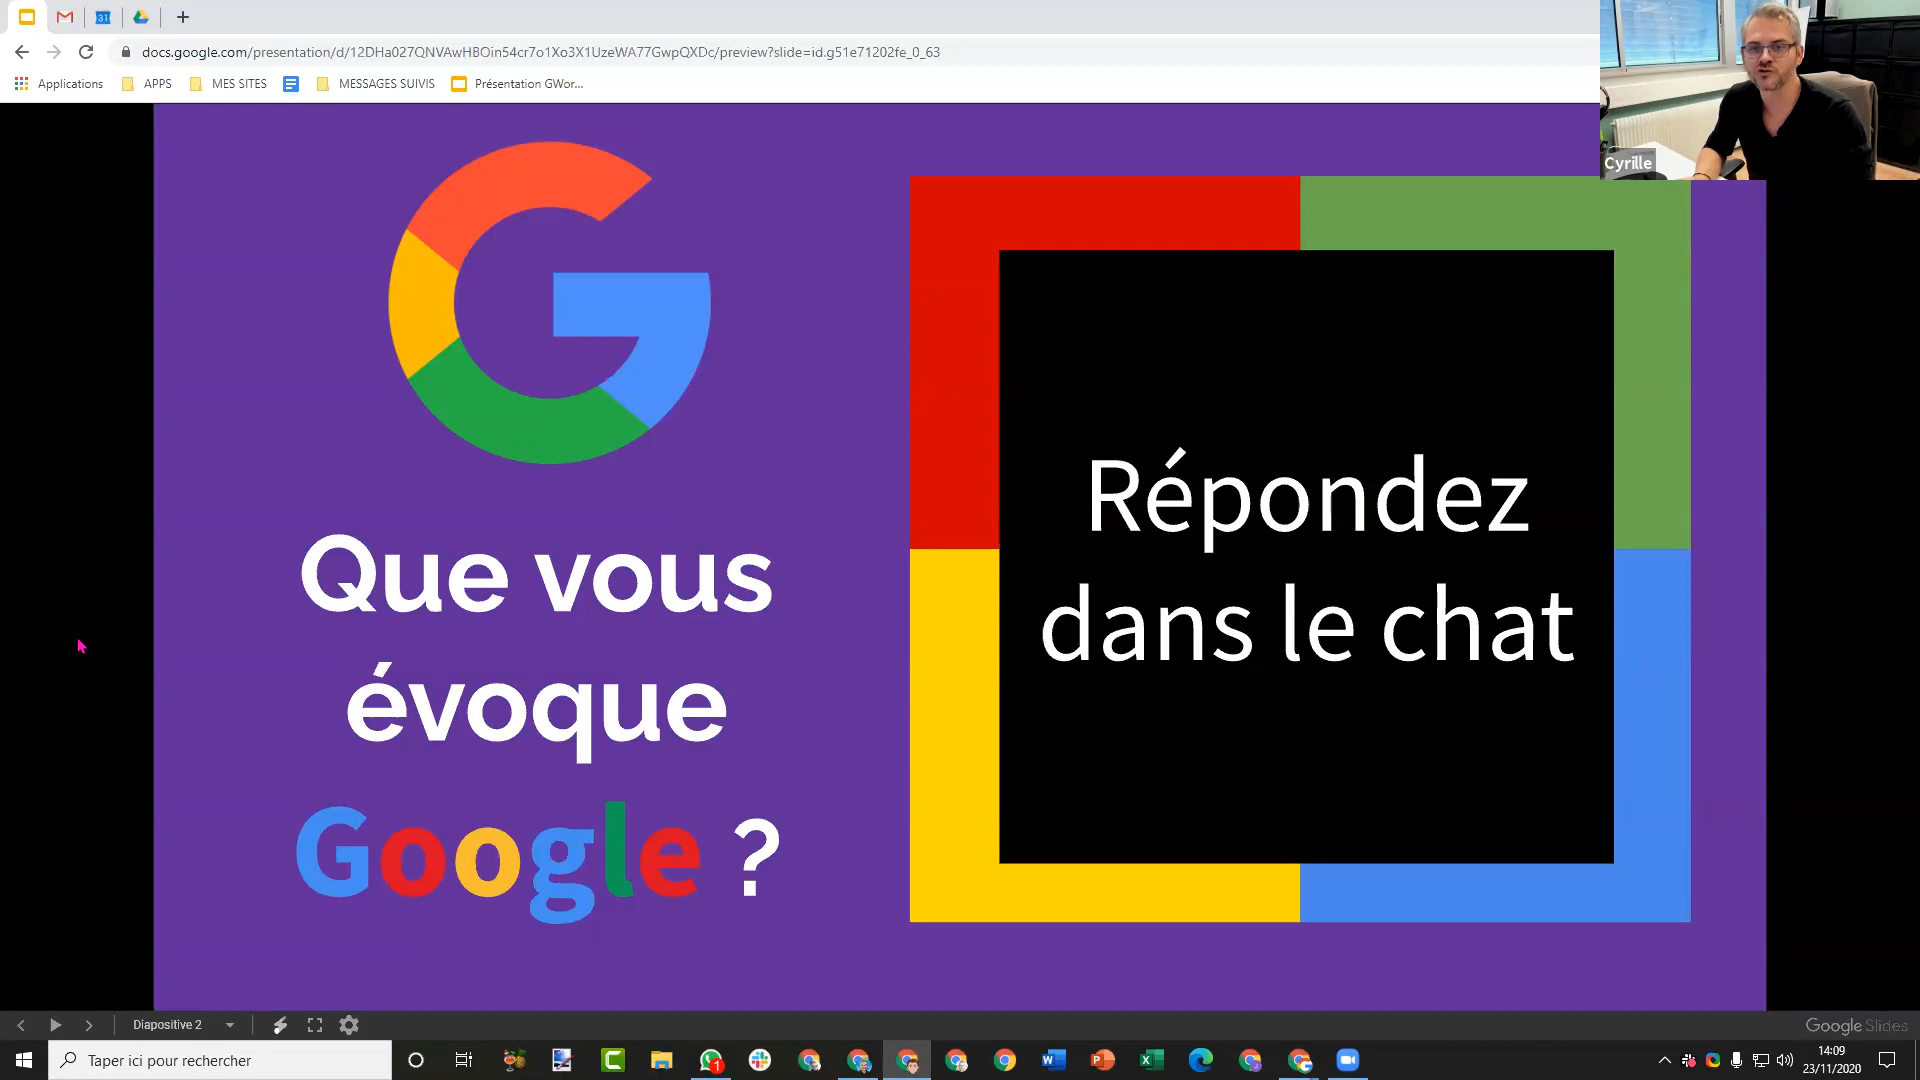 docs.google.com/presentation/d/12DHa027QNVAwHBOin54cr7o1Xo3X1UzeWA77GwpQXDc/preview?slide=id.g51e71202fe_0_63
Applications
APPS
MES SITES
MESSAGES SUIVIS
Présentation GWor...
Cyrille
Que vous
évoque
Google ?
Répondez
dans le chat
Diapositive 2
Google Slides
Taper ici pour rechercher
1
14:09
23/11/2020